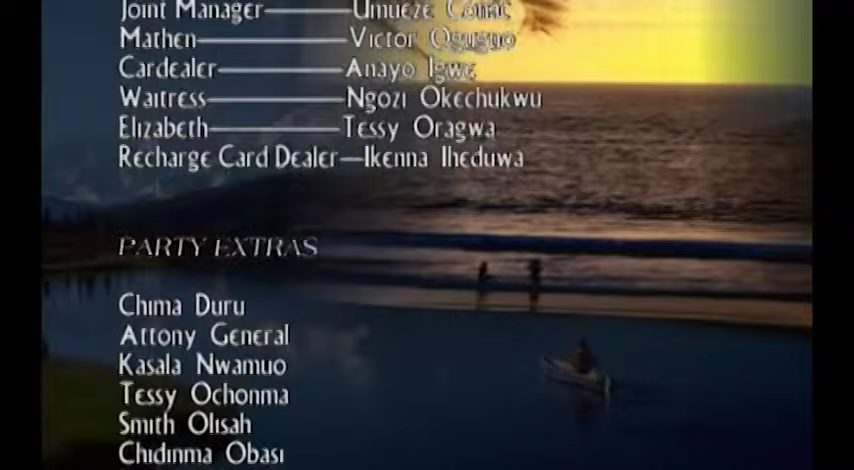 Joint Manager——Umueze
Mathen——Victor Oguguo
Cardealer——Anayo Igwe
Waitress——Ngozi Okechukwu
Elizabeth——Tessy Oragwa
Recharge Card Dealer—Ikenna Iheduwa
PARTY EXTRAS
Chima Duru
Attony General
Kasala Nwamuo
Tessy Ochonma
Smith Olisah
Chidinma Obasi